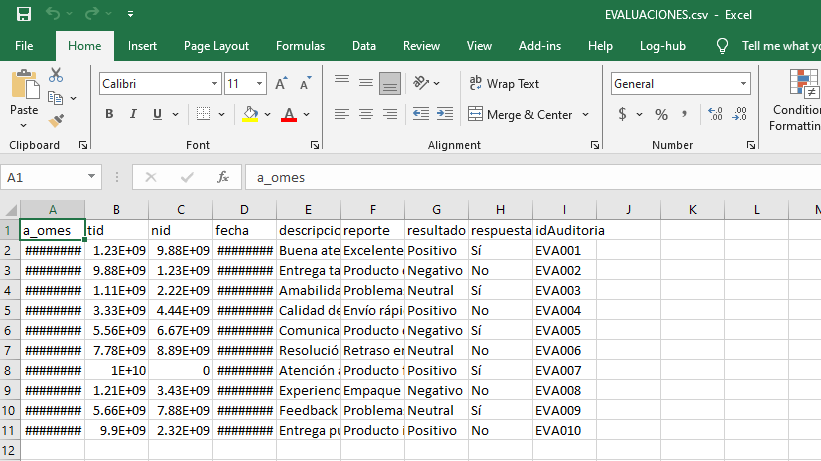 EVALUACIONES.csv - Excel
File Home Insert Page Layout Formulas Data Review View Add-ins Help Log-hub Tell me what yo
Paste Calibri 11 A A ab Wrap Text General Condition
B I U A Merge & Center $ % , Formatting
Clipboard Font Alignment Number
A1 fx a_omes
A B C D E F G H I J K L M N
1 a_omes tid nid fecha descripcio reporte resultado respuesta idAuditoria
2 ######## 1.23E+09 9.88E+09 ######## Buena ate Excelente Positivo Sí EVA001
3 ######## 9.88E+09 1.23E+09 ######## Entrega ta Producto Negativo No EVA002
4 ######## 1.11E+09 2.22E+09 ######## Amabilida Problema Neutral Sí EVA003
5 ######## 3.33E+09 4.44E+09 ######## Calidad de Envío rápi Positivo No EVA004
6 ######## 5.56E+09 6.67E+09 ######## Comunica Producto Negativo Sí EVA005
7 ######## 7.78E+09 8.89E+09 ######## Resolució Retraso en Neutral No EVA006
8 ######## 1E+10 0 ######## Atención a Producto Positivo Sí EVA007
9 ######## 1.21E+09 3.43E+09 ######## Experienc Empaque Negativo No EVA008
10 ######## 5.66E+09 7.88E+09 ######## Feedback Problema Neutral Sí EVA009
11 ######## 9.9E+09 2.32E+09 ######## Entrega pu Producto i Positivo No EVA010
12